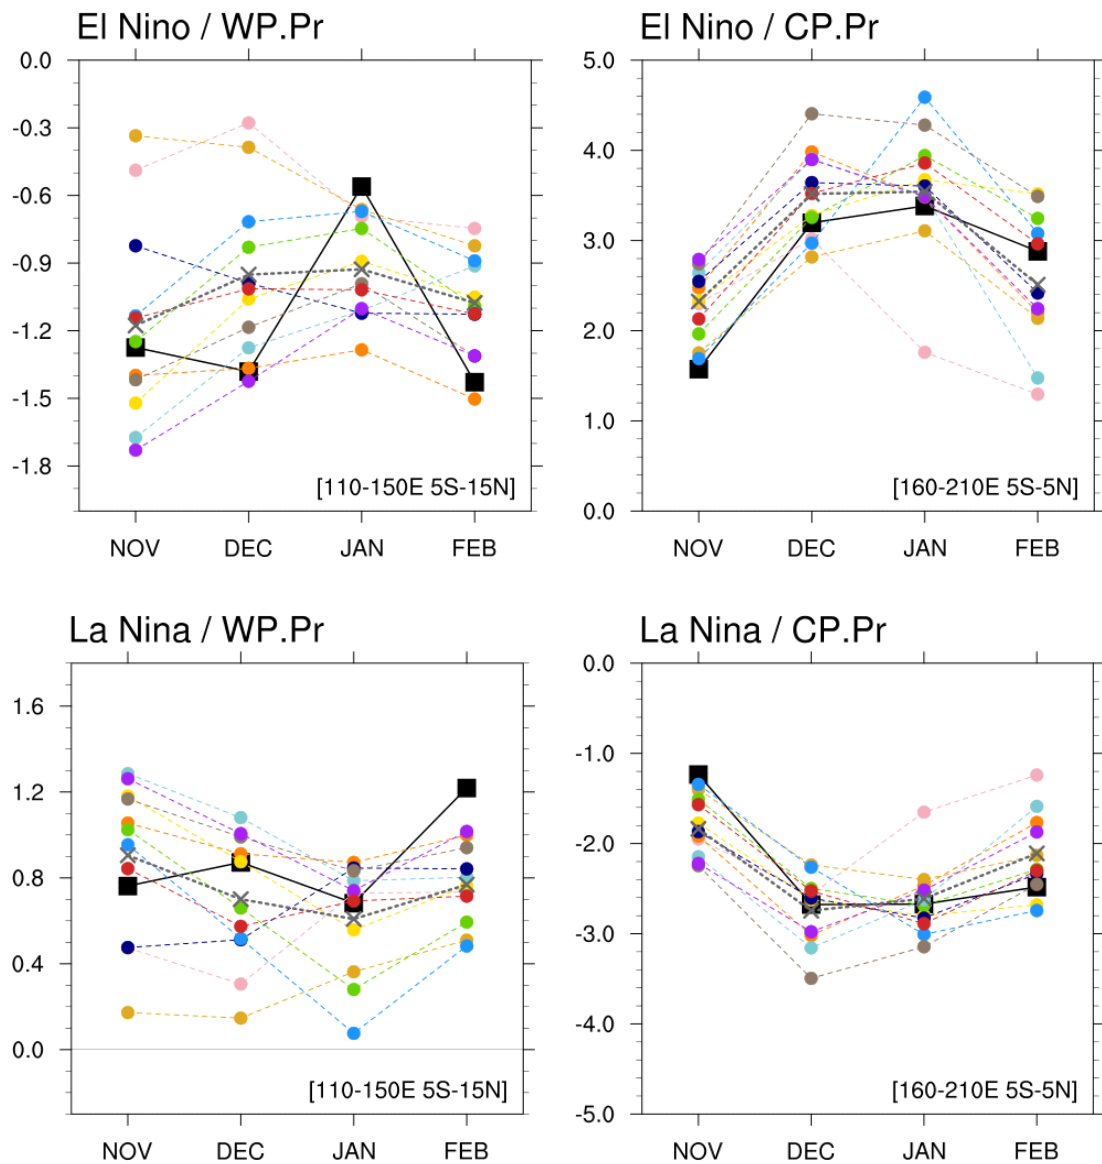 El Nino / WP.Pr
0.0
-0.3
-0.6
-0.9
-1.2
-1.5
-1.8
[110-150E 5S-15N]
NOV DEC JAN FEB
El Nino / CP.Pr
5.0
4.0
3.0
2.0
1.0
0.0
[160-210E 5S-5N]
NOV DEC JAN FEB
La Nina / WP.Pr
1.6
1.2
0.8
0.4
0.0
[110-150E 5S-15N]
NOV DEC JAN FEB
La Nina / CP.Pr
0.0
-1.0
-2.0
-3.0
-4.0
-5.0
[160-210E 5S-5N]
NOV DEC JAN FEB